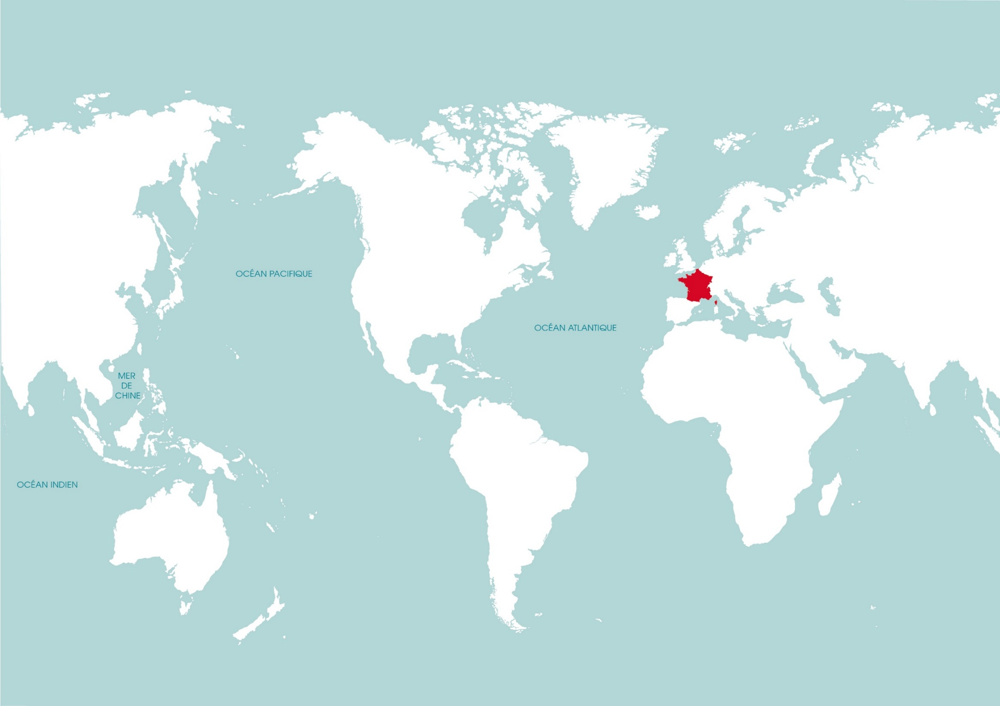 OCÉAN PACIFIQUE
OCÉAN ATLANTIQUE
MER
DE
CHINE
OCÉAN INDIEN